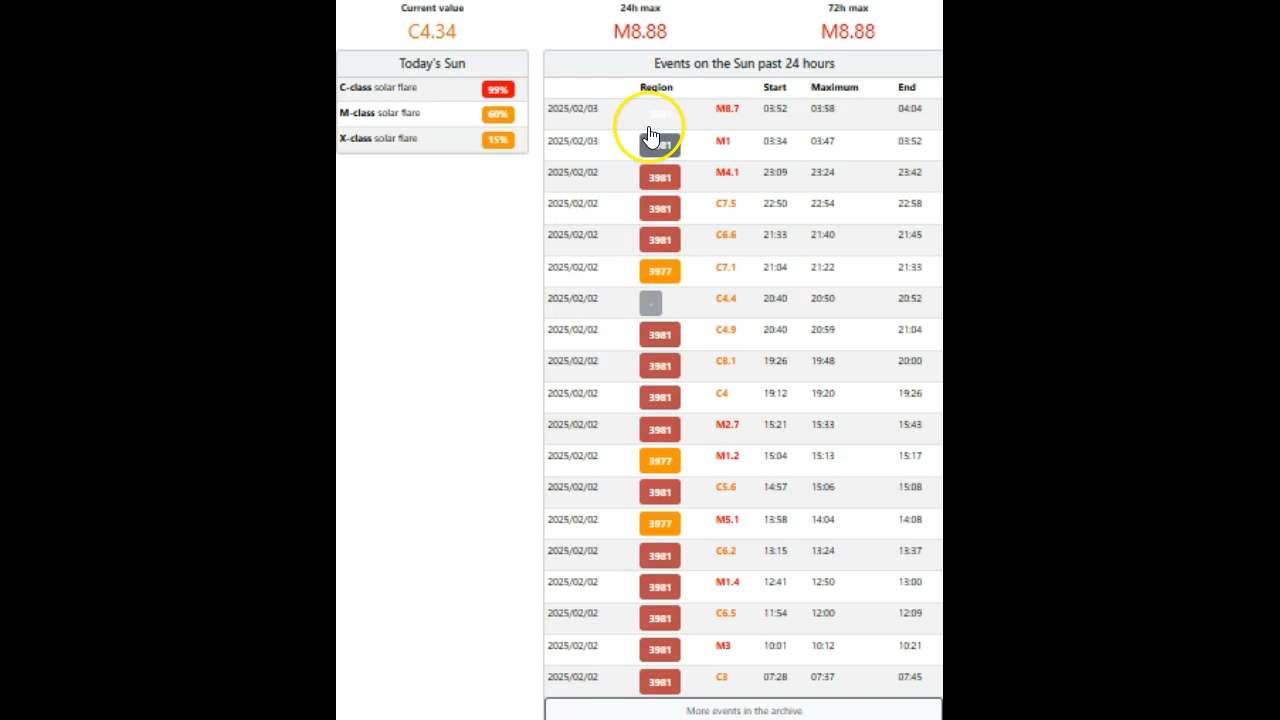 Current value 24h max 72h max
C4.34 M8.88 M8.88
Today's Sun
C-class solar flare 99%
M-class solar flare 60%
X-class solar flare 15%
Events on the Sun past 24 hours
Region Start Maximum End
2025/02/03 M8.7 03:52 03:58 04:04
2025/02/03 M1 03:34 03:47 03:52
2025/02/02 3981 M4.1 23:09 23:24 23:42
2025/02/02 3981 C7.5 22:50 22:54 22:58
2025/02/02 3981 C6.6 21:33 21:40 21:45
2025/02/02 3977 C7.1 21:04 21:22 21:33
2025/02/02 - C4.4 20:40 20:50 20:52
2025/02/02 3981 C4.9 20:40 20:59 21:04
2025/02/02 3981 C8.1 19:26 19:48 20:00
2025/02/02 3981 C4 19:12 19:20 19:26
2025/02/02 3981 M2.7 15:21 15:33 15:43
2025/02/02 3977 M1.2 15:04 15:13 15:17
2025/02/02 3981 C5.6 14:57 15:06 15:08
2025/02/02 3977 M5.1 13:58 14:04 14:08
2025/02/02 3981 C6.2 13:15 13:24 13:37
2025/02/02 3981 M1.4 12:41 12:50 13:00
2025/02/02 3981 C6.5 11:54 12:00 12:09
2025/02/02 3981 M3 10:01 10:12 10:21
2025/02/02 3981 C3 07:28 07:37 07:45
More events in the archive